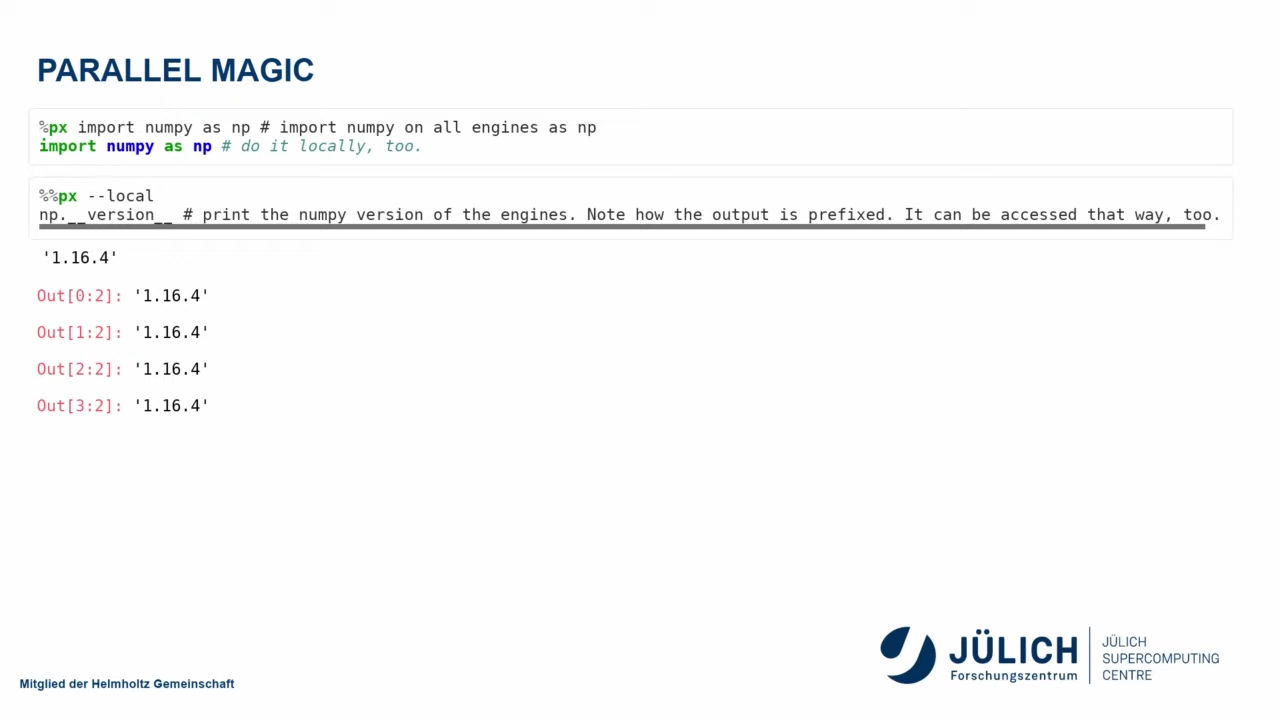 PARALLEL MAGIC
%px import numpy as np # import numpy on all engines as np
import numpy as np # do it locally, too.
%%px --local
np.__version__ # print the numpy version of the engines. Note how the output is prefixed. It can be accessed that way, too.
'1.16.4'
Out[0:2]: '1.16.4'
Out[1:2]: '1.16.4'
Out[2:2]: '1.16.4'
Out[3:2]: '1.16.4'
JÜLICH
Forschungszentrum
JÜLICH
SUPERCOMPUTING
CENTRE
Mitglied der Helmholtz Gemeinschaft